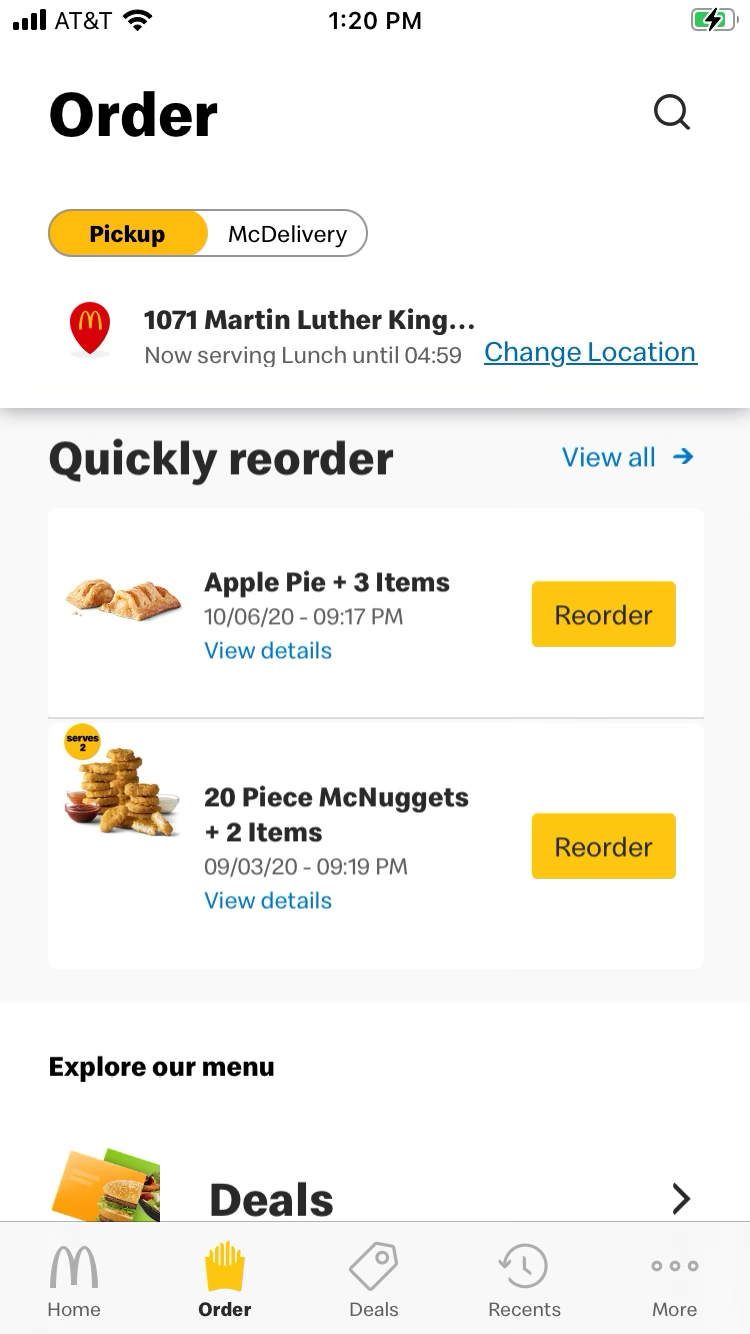 AT&T 1:20 PM
Order
Pickup McDelivery
1071 Martin Luther King...
Now serving Lunch until 04:59 Change Location
Quickly reorder View all
Apple Pie + 3 Items
10/06/20 - 09:17 PM
View details
Reorder
serves
2
20 Piece McNuggets
+ 2 Items
09/03/20 - 09:19 PM
View details
Reorder
Explore our menu
Deals
Home Order Deals Recents More